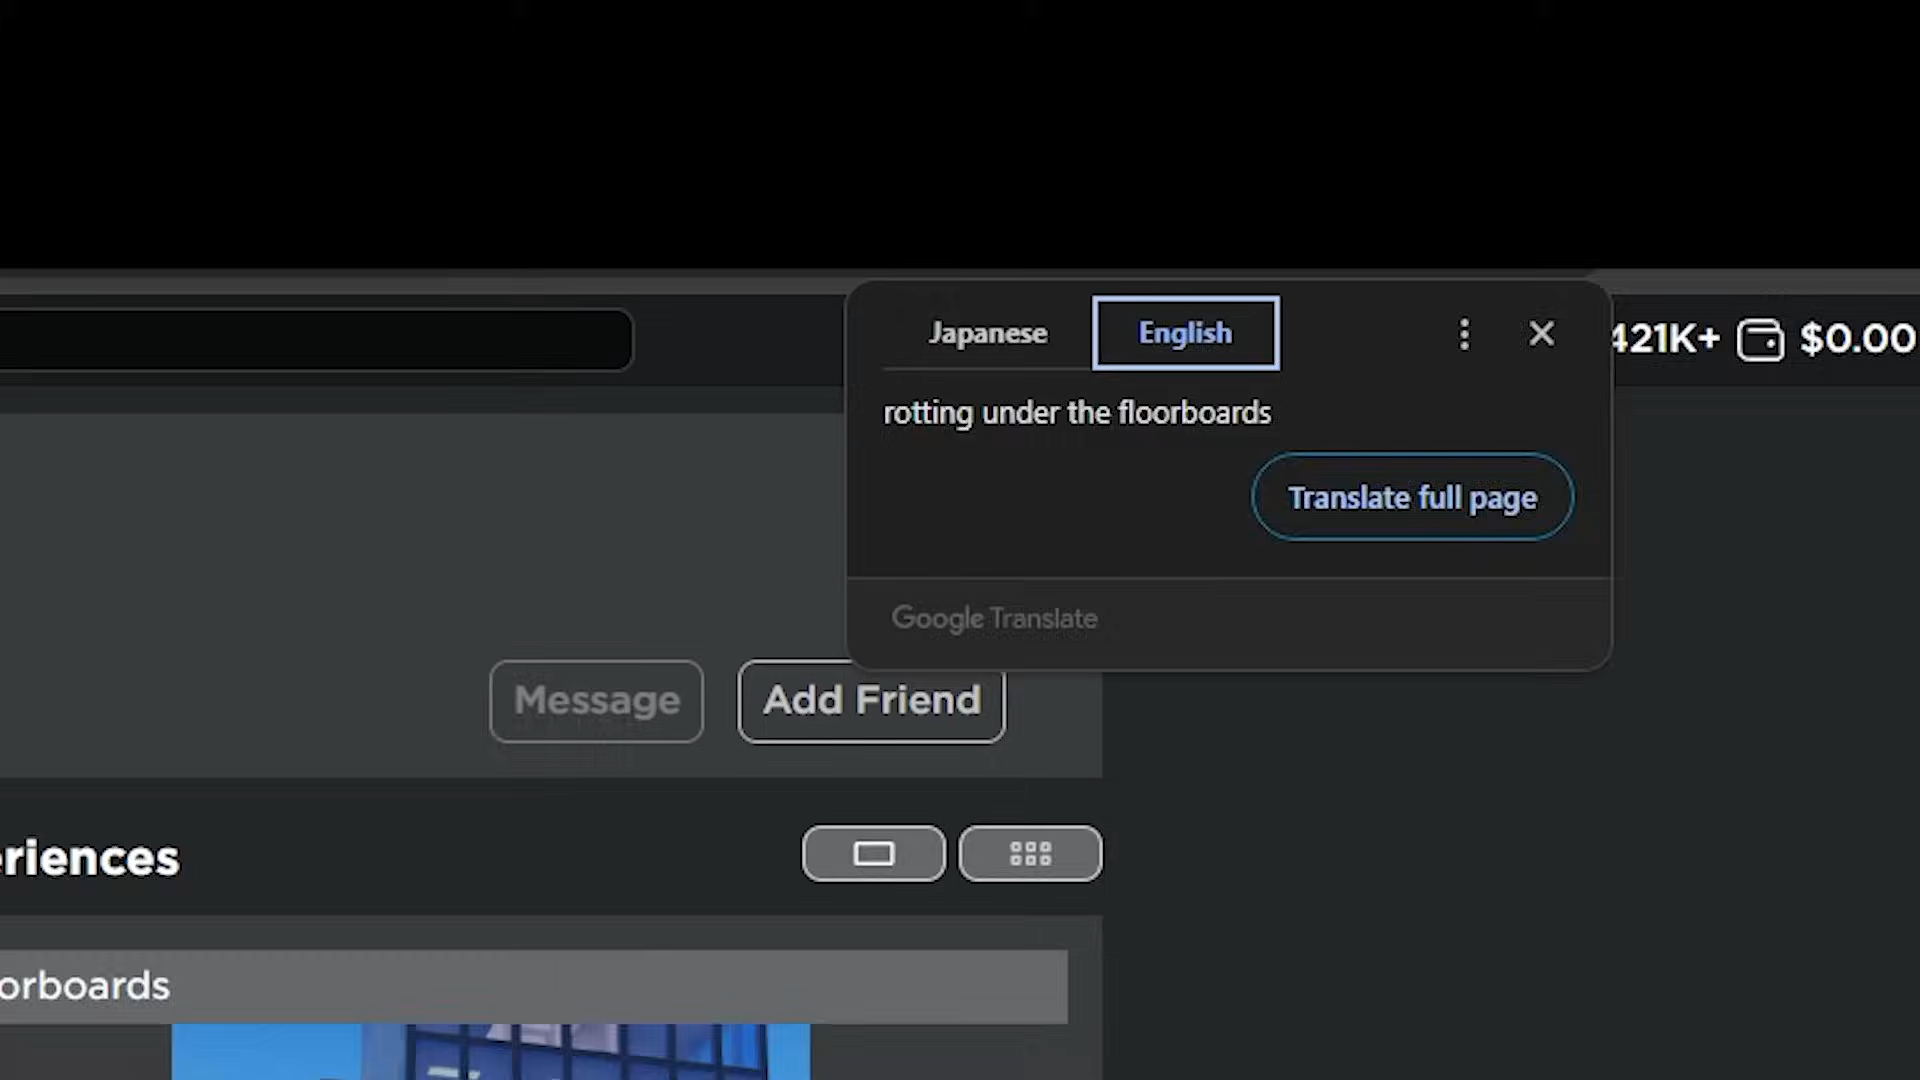 Japanese
English
421K+
$0.00
rotting under the floorboards
Translate full page
Google Translate
Message
Add Friend
eriences
orboards